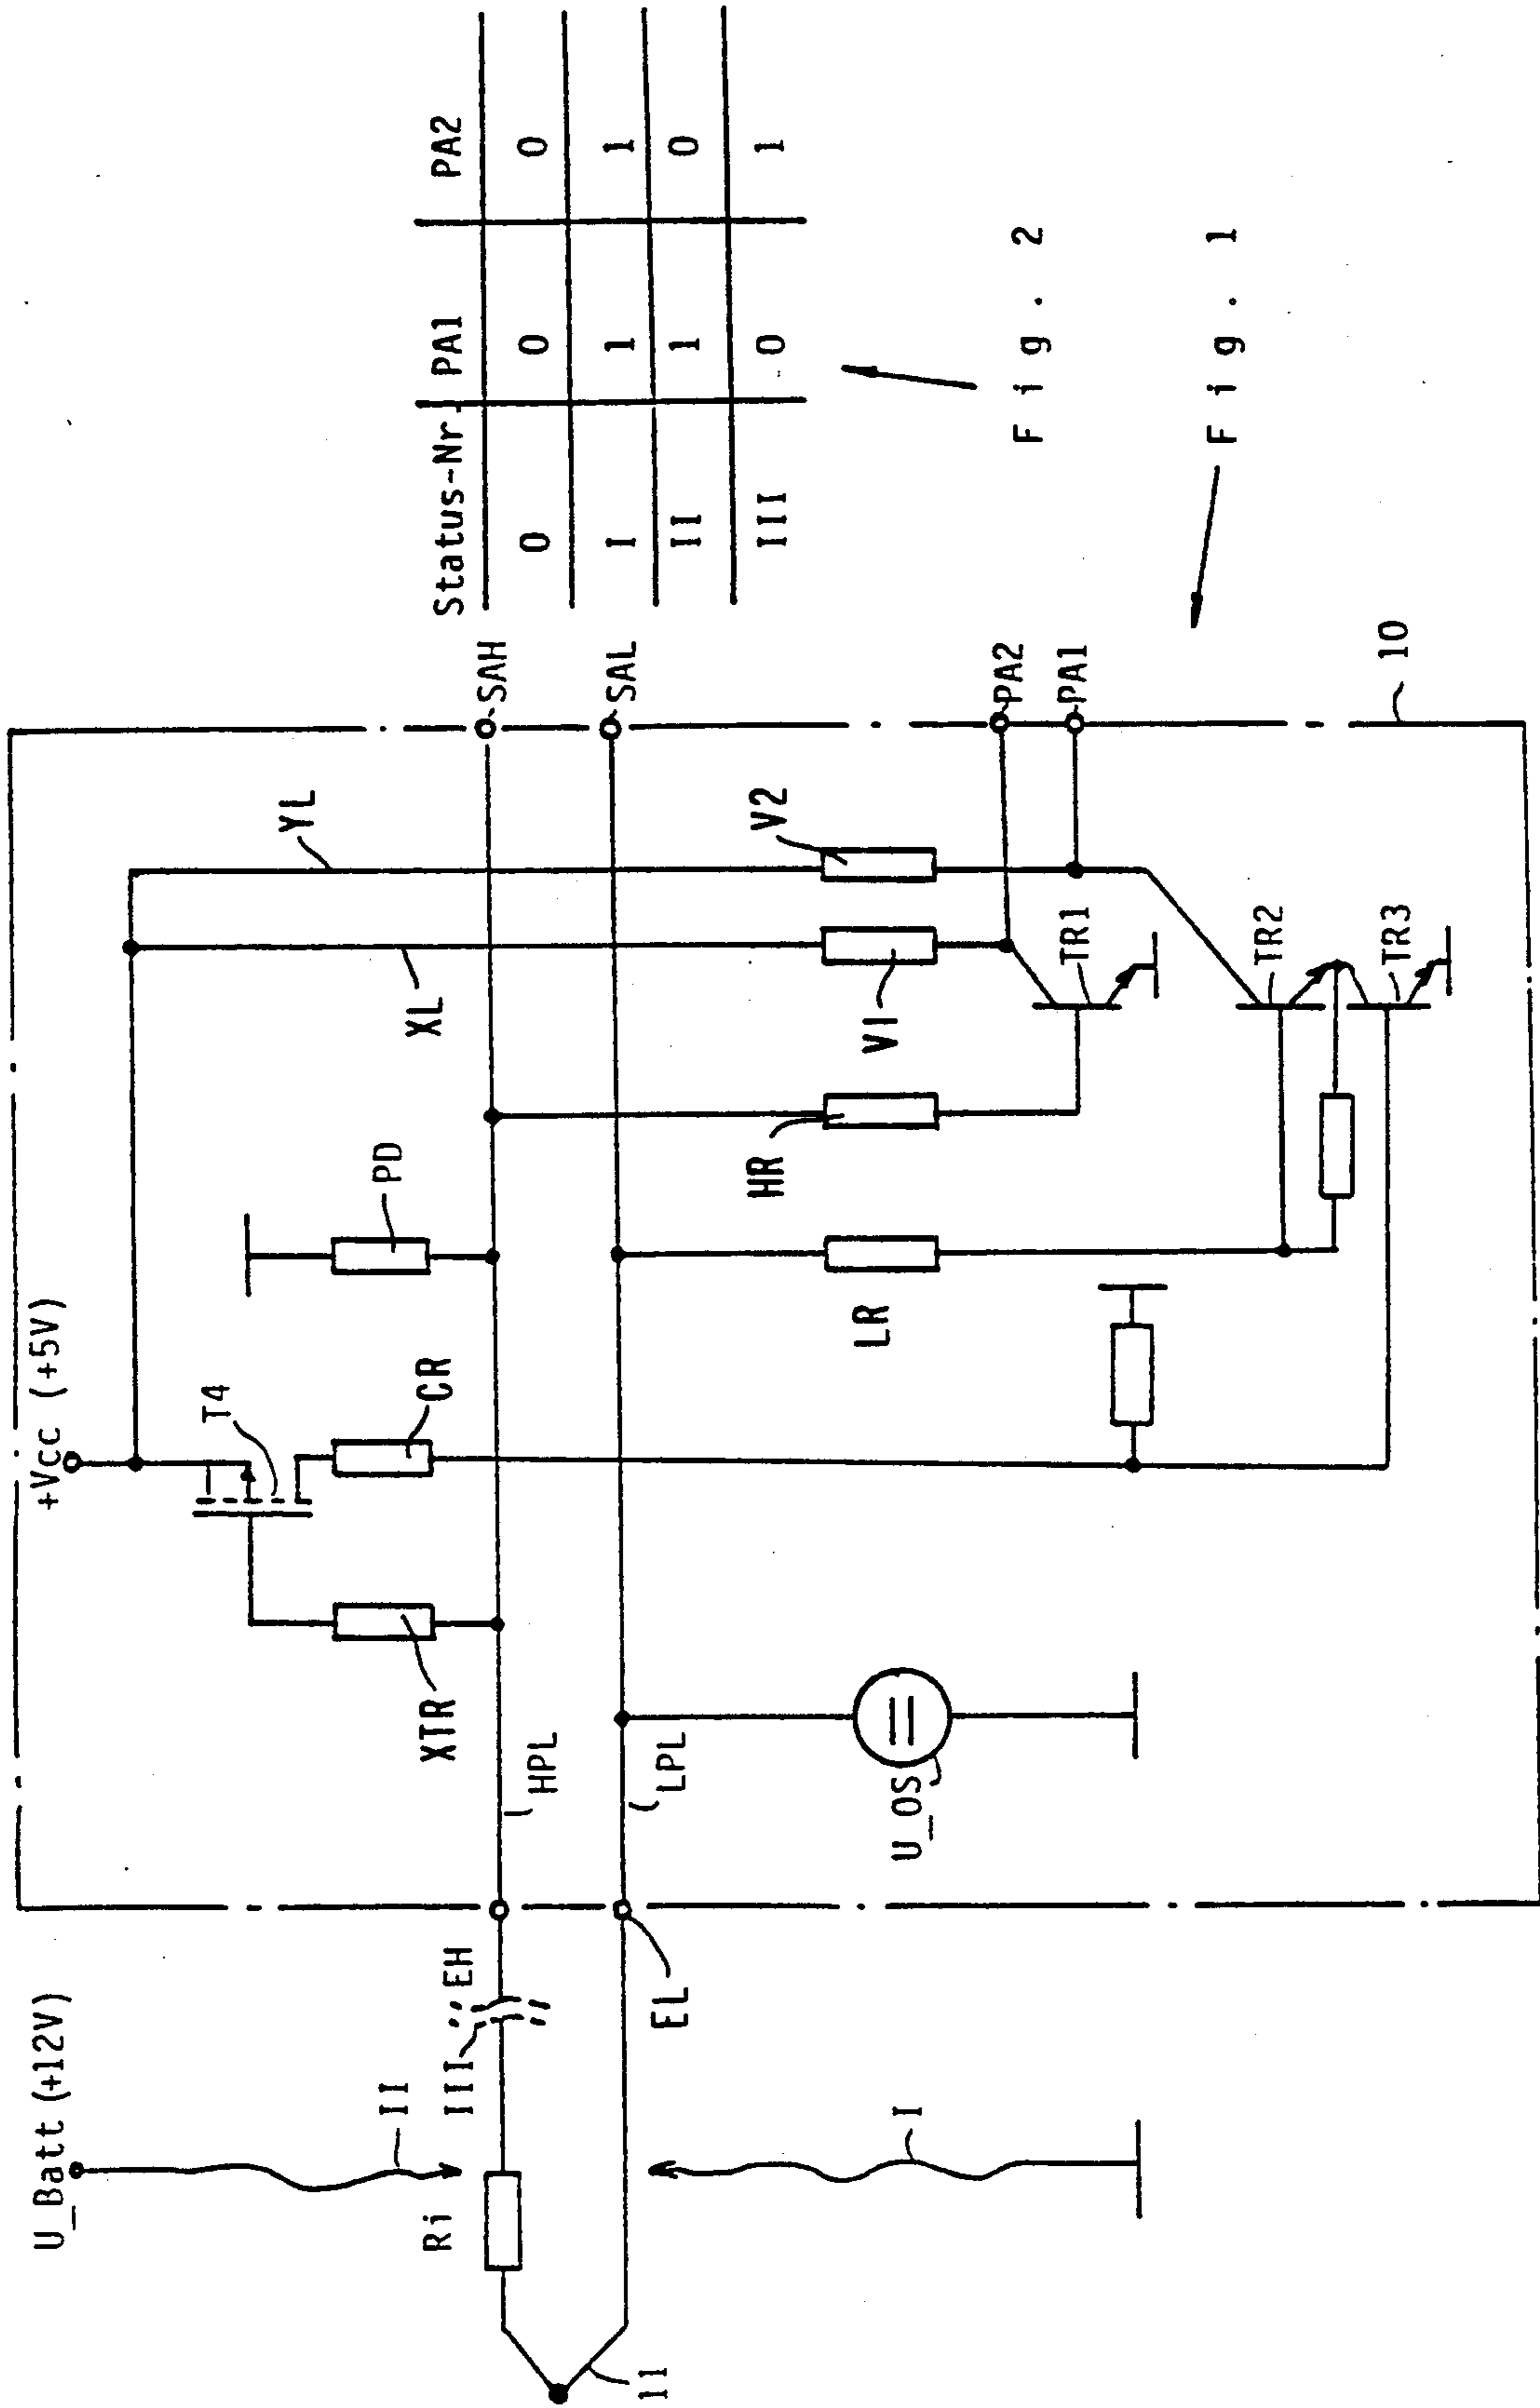 U_Batt (+12V)
II
Ri
III
EH
EL
I
11
+Vcc (+5V)
T4
XTR
CR
PD
HPL
LPL
U_OS
YL
XL
LR
HR
V1
V2
TR1
TR2
TR3
SAH
SAL
PA2
PA1
10
Status-Nr. PA1 PA2
0 0 0
I 1 1
II 1 0
III 0 1
Fig. 2
Fig. 1